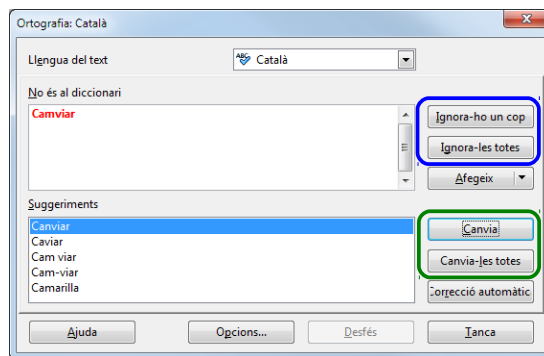 Ortografia: Català
Llengua del text
ABC Català
No és al diccionari
Camviar
Ignora-ho un cop
Ignora-les totes
Afegeix
Suggeriments
Canviar
Caviar
Cam viar
Cam-viar
Camarilla
Canvia
Canvia-les totes
Correcció automàtic
Ajuda
Opcions...
Desfés
Tanca